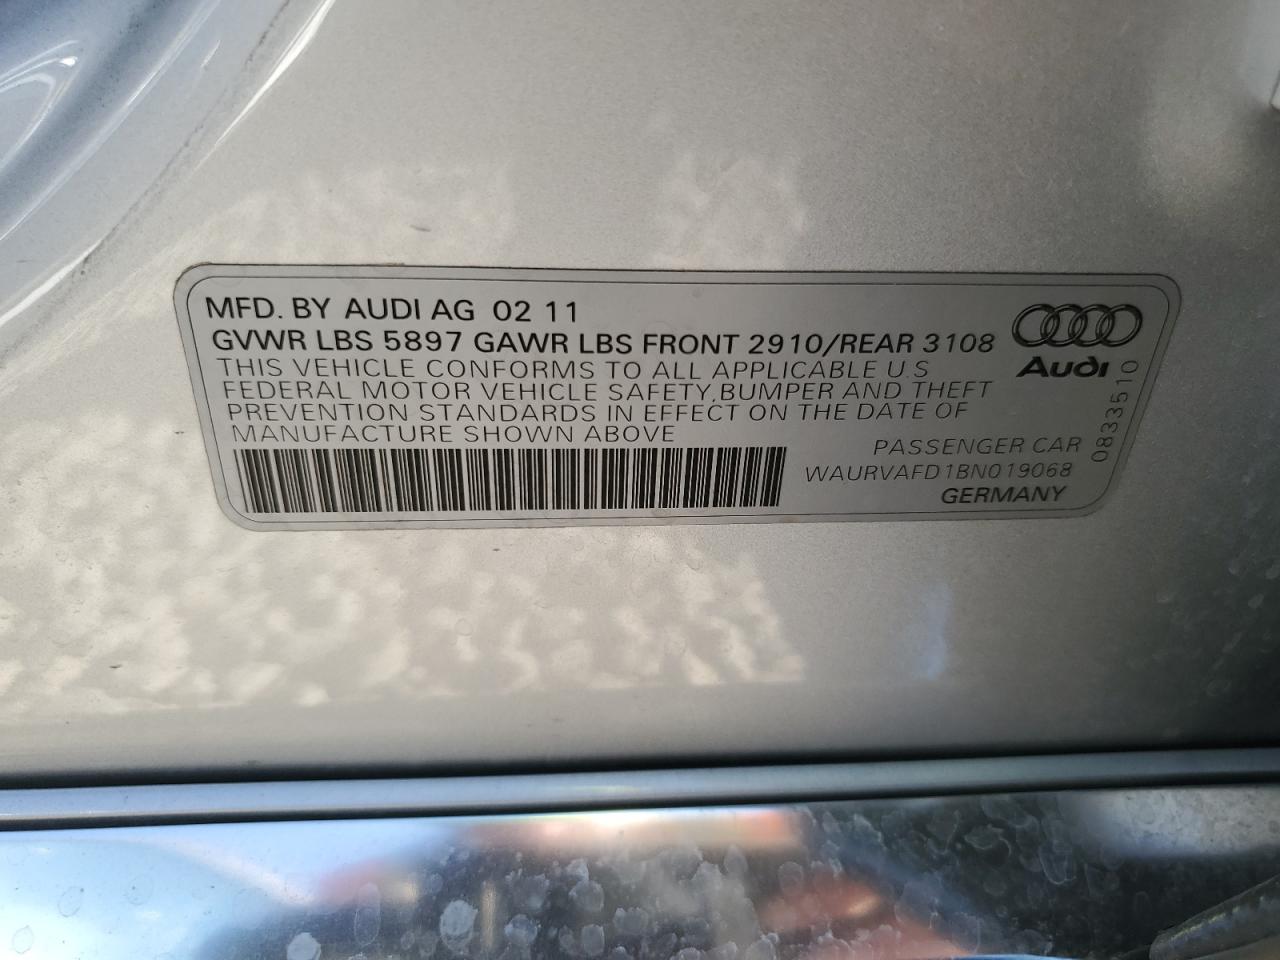 MFD. BY AUDI AG 02 11
GVWR LBS 5897 GAWR LBS FRONT 2910/REAR 3108
THIS VEHICLE CONFORMS TO ALL APPLICABLE U.S
FEDERAL MOTOR VEHICLE SAFETY,BUMPER AND THEFT
PREVENTION STANDARDS IN EFFECT ON THE DATE OF
MANUFACTURE SHOWN ABOVE
PASSENGER CAR
WAURVAFD1BN019068
GERMANY
Audi
0833510